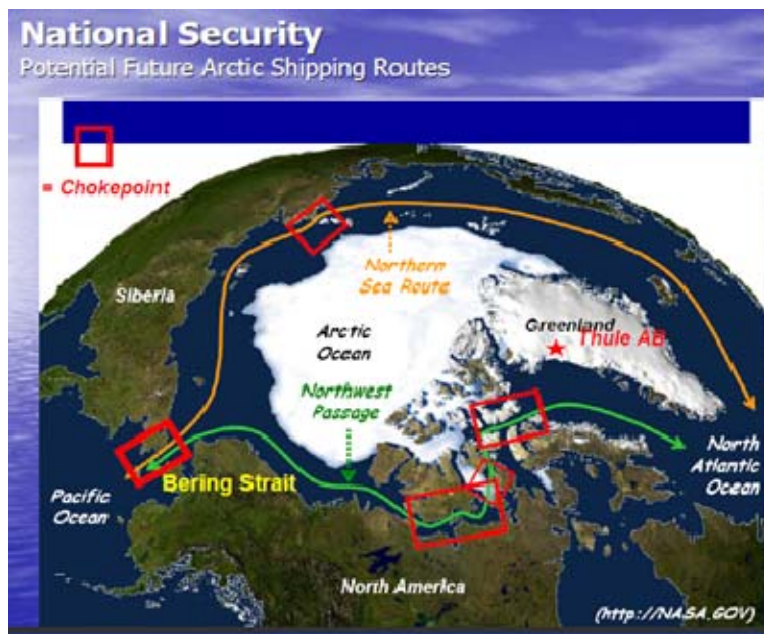 National Security
Potential Future Arctic Shipping Routes
= Chokepoint
Northern
Sea Route
Siberia
Greenland
Thule AB
Arctic
Ocean
Northwest
Passage
North
Atlantic
Ocean
Bering Strait
Pacific
Ocean
North America
(http://NASA.GOV)